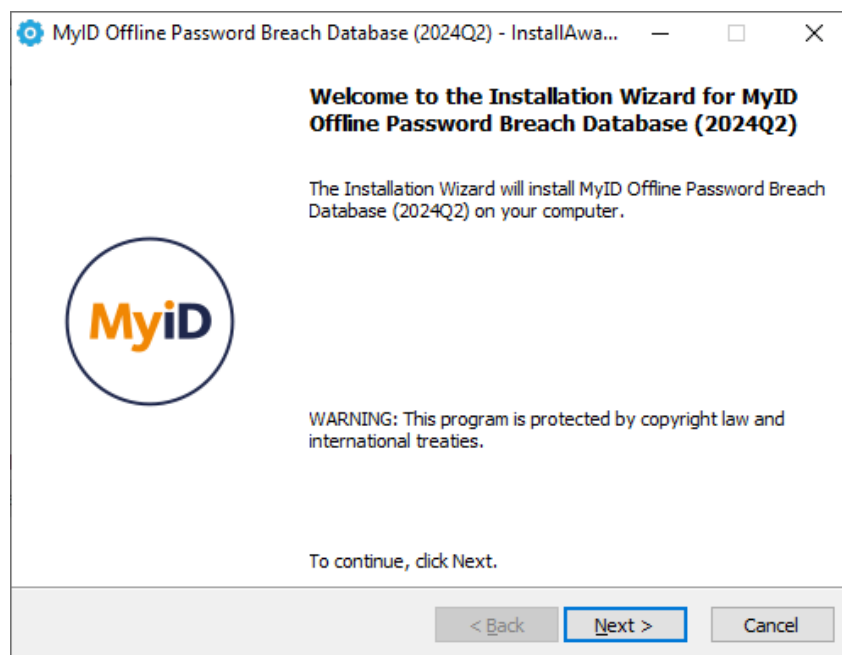 MyID Offline Password Breach Database (2024Q2) - InstallAwa...
Welcome to the Installation Wizard for MyID
Offline Password Breach Database (2024Q2)
The Installation Wizard will install MyID Offline Password Breach
Database (2024Q2) on your computer.
MyiD
WARNING: This program is protected by copyright law and
international treaties.
To continue, click Next.
< Back
Next >
Cancel